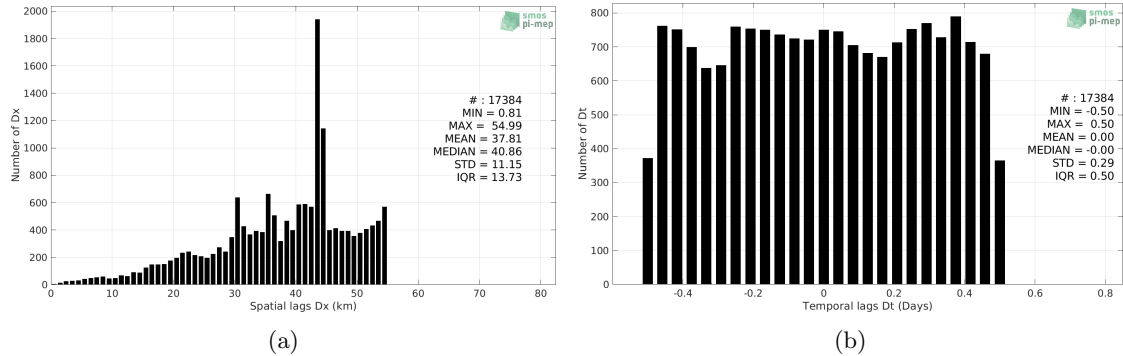 smos
pi-mep
2000
1800
1600
1400
1200
1000
800
600
400
200
0
Number of Dx
# : 17384
MIN = 0.81
MAX = 54.99
MEAN = 37.81
MEDIAN = 40.86
STD = 11.15
IQR = 13.73
0 10 20 30 40 50 60 70 80
Spatial lags Dx (km)
(a)
smos
pi-mep
800
700
600
500
400
300
200
100
0
Number of Dt
# : 17384
MIN = -0.50
MAX = 0.50
MEAN = 0.00
MEDIAN = -0.00
STD = 0.29
IQR = 0.50
-0.4 -0.2 0 0.2 0.4 0.6 0.8
Temporal lags Dt (Days)
(b)